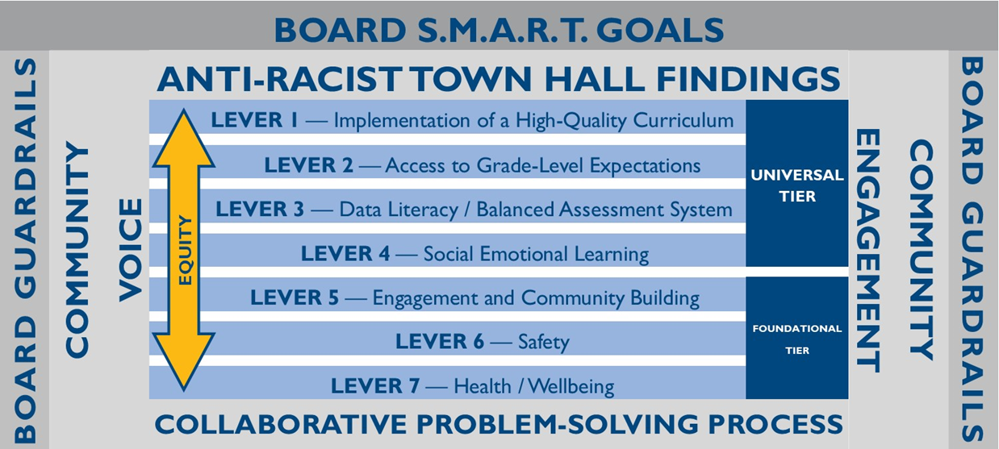 BOARD S.M.A.R.T. GOALS
BOARD GUARDRAILS
COMMUNITY
VOICE
ANTI-RACIST TOWN HALL FINDINGS
EQUITY
LEVER 1 — Implementation of a High-Quality Curriculum
LEVER 2 — Access to Grade-Level Expectations
LEVER 3 — Data Literacy / Balanced Assessment System
LEVER 4 — Social Emotional Learning
LEVER 5 — Engagement and Community Building
LEVER 6 — Safety
LEVER 7 — Health / Wellbeing
UNIVERSAL
TIER
FOUNDATIONAL
TIER
COLLABORATIVE PROBLEM-SOLVING PROCESS
COMMUNITY
ENGAGEMENT
BOARD GUARDRAILS